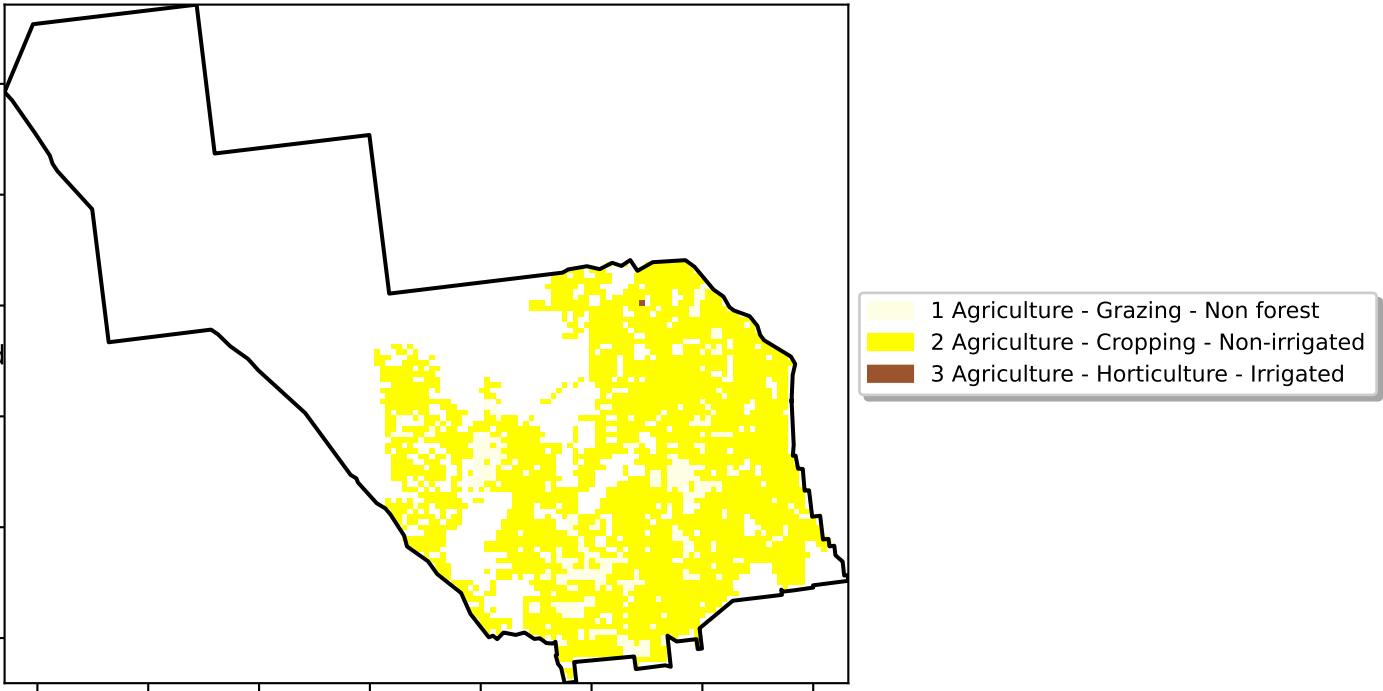 1 Agriculture - Grazing - Non forest
2 Agriculture - Cropping - Non-irrigated
3 Agriculture - Horticulture - Irrigated